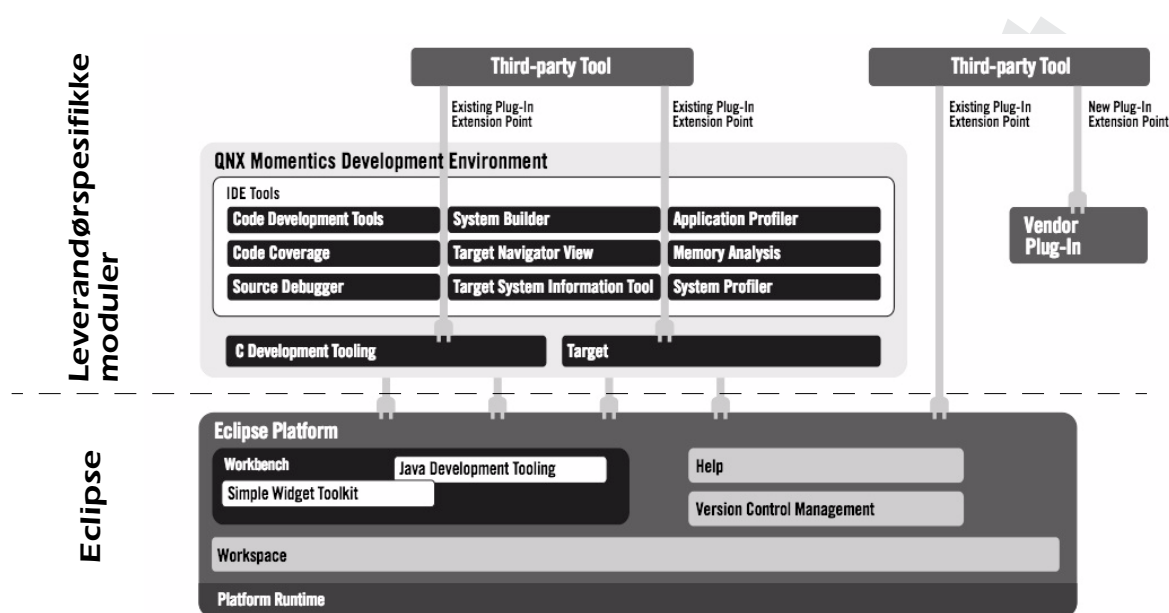 Leverandørspesifikke
moduler
Third-party Tool
Third-party Tool
Existing Plug-In
Extension Point
Existing Plug-In
Extension Point
Existing Plug-In
Extension Point
New Plug-In
Extension Point
QNX Momentics Development Environment
IDE Tools
Code Development Tools
System Builder
Application Profiler
Code Coverage
Target Navigator View
Memory Analysis
Source Debugger
Target System Information Tool
System Profiler
Vendor
Plug-In
C Development Tooling
Target
Eclipse
Eclipse Platform
Workbench
Java Development Tooling
Simple Widget Toolkit
Help
Version Control Management
Workspace
Platform Runtime